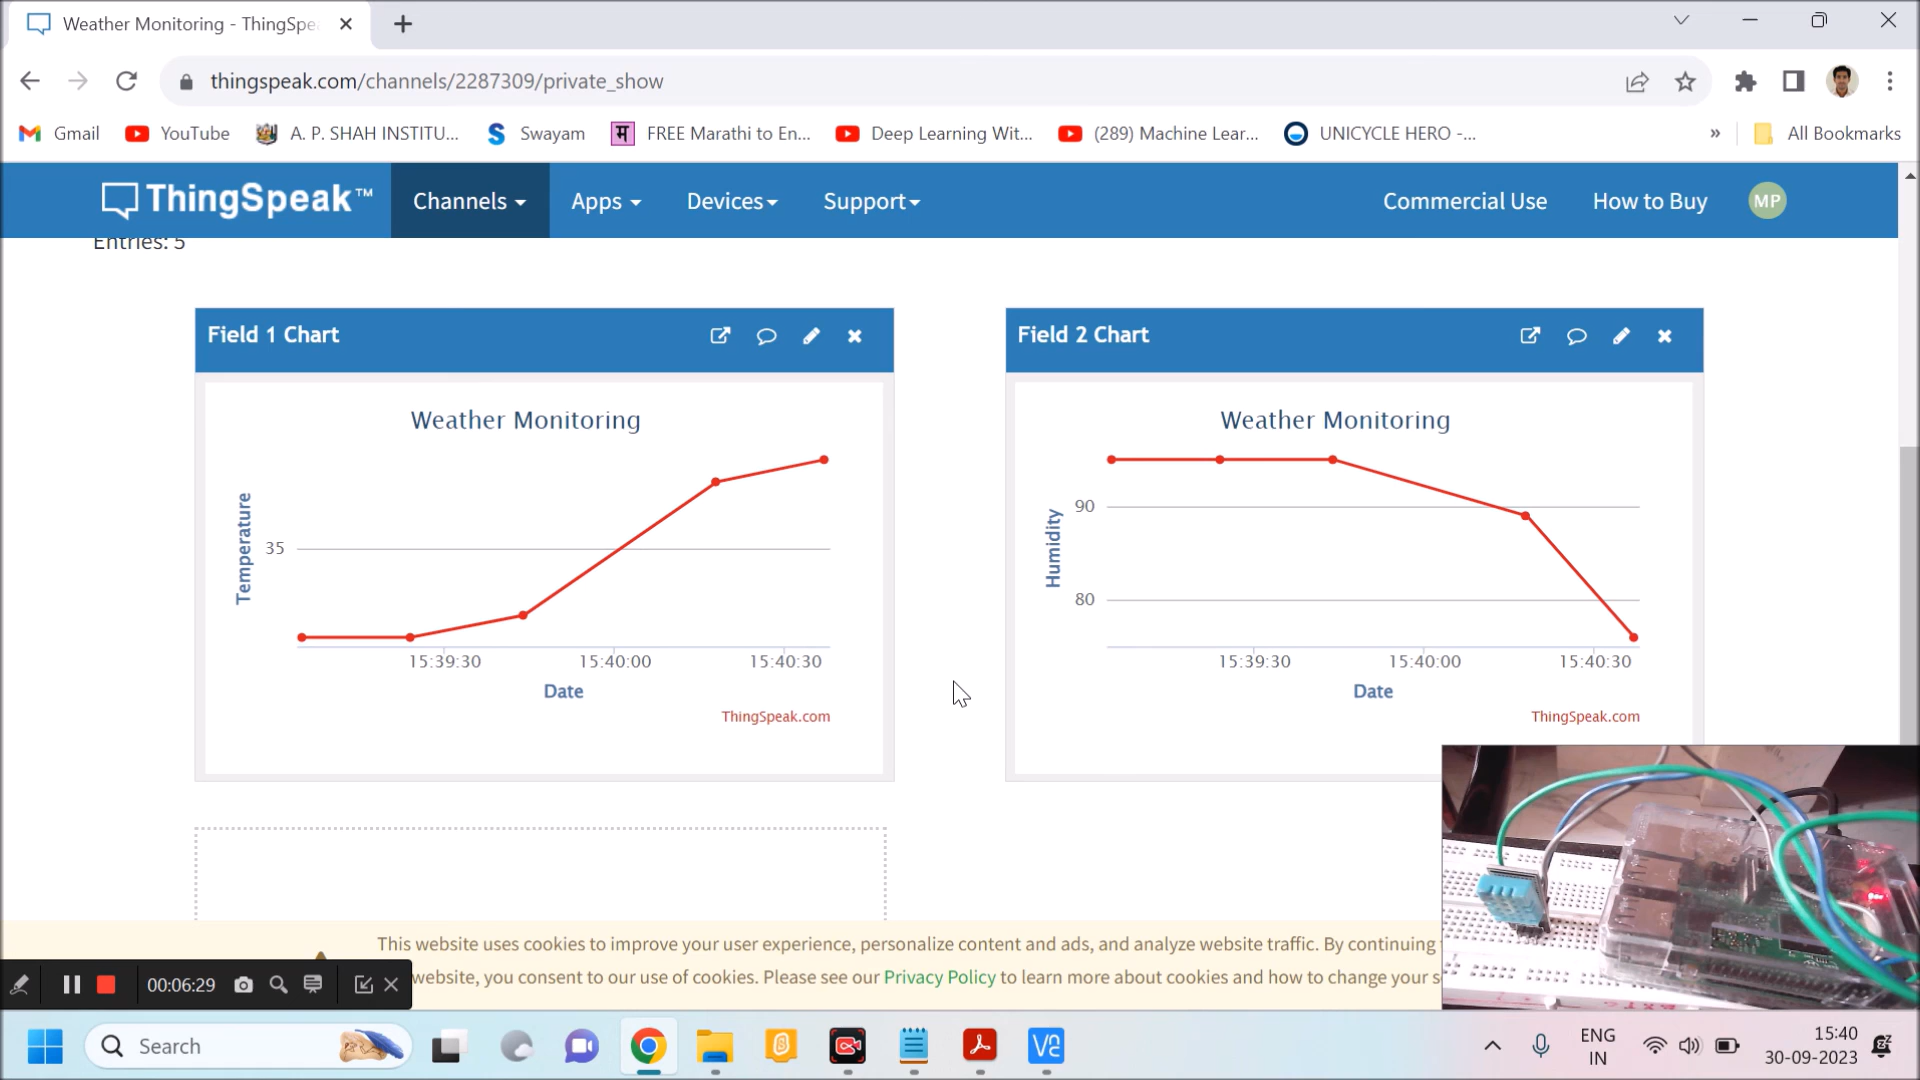 Weather Monitoring - ThingSpe
thingspeak.com/channels/2287309/private_show
Gmail
YouTube
A. P. SHAH INSTITU...
Swayam
म
FREE Marathi to En...
Deep Learning Wit...
(289) Machine Lear...
UNICYCLE HERO -...
»
All Bookmarks
ThingSpeak™
Channels
Apps
Devices
Support
Commercial Use
How to Buy
MP
Entries: 5
Field 1 Chart
Weather Monitoring
Temperature
35
15:39:30
15:40:00
15:40:30
Date
ThingSpeak.com
Field 2 Chart
Weather Monitoring
Humidity
90
80
15:39:30
15:40:00
15:40:30
Date
ThingSpeak.com
This website uses cookies to improve your user experience, personalize content and ads, and analyze website traffic. By continuing
website, you consent to our use of cookies. Please see our Privacy Policy to learn more about cookies and how to change your s
00:06:29
Search
ENG
IN
15:40
30-09-2023